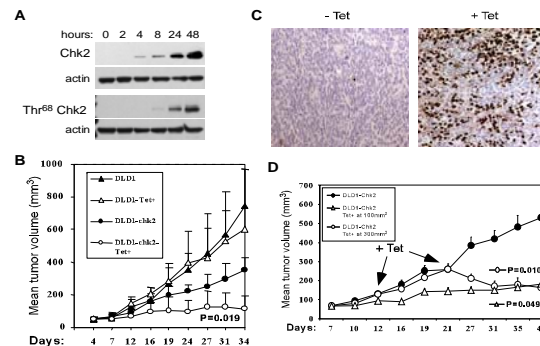 A
hours: 0 2 4 8 24 48
Chk2
actin
Thr68 Chk2
actin
B
Mean tumor volume (mm3)
1000
800
600
400
200
0
DLD1
DLD1-Tet+
DLD1-chk2
DLD1-chk2-
Tet+
P=0.019
Days: 4 7 12 16 19 24 27 31 34
C
- Tet + Tet
D
Mean tumor volume (mm3)
700
600
500
400
300
200
100
0
DLD1-Chk2
DLD1-Chk2
Tet+ at 100mm3
DLD1-Chk2
Tet+ at 200mm3
+ Tet
P=0.010
P=0.049
Days: 7 10 12 16 19 21 27 31 35